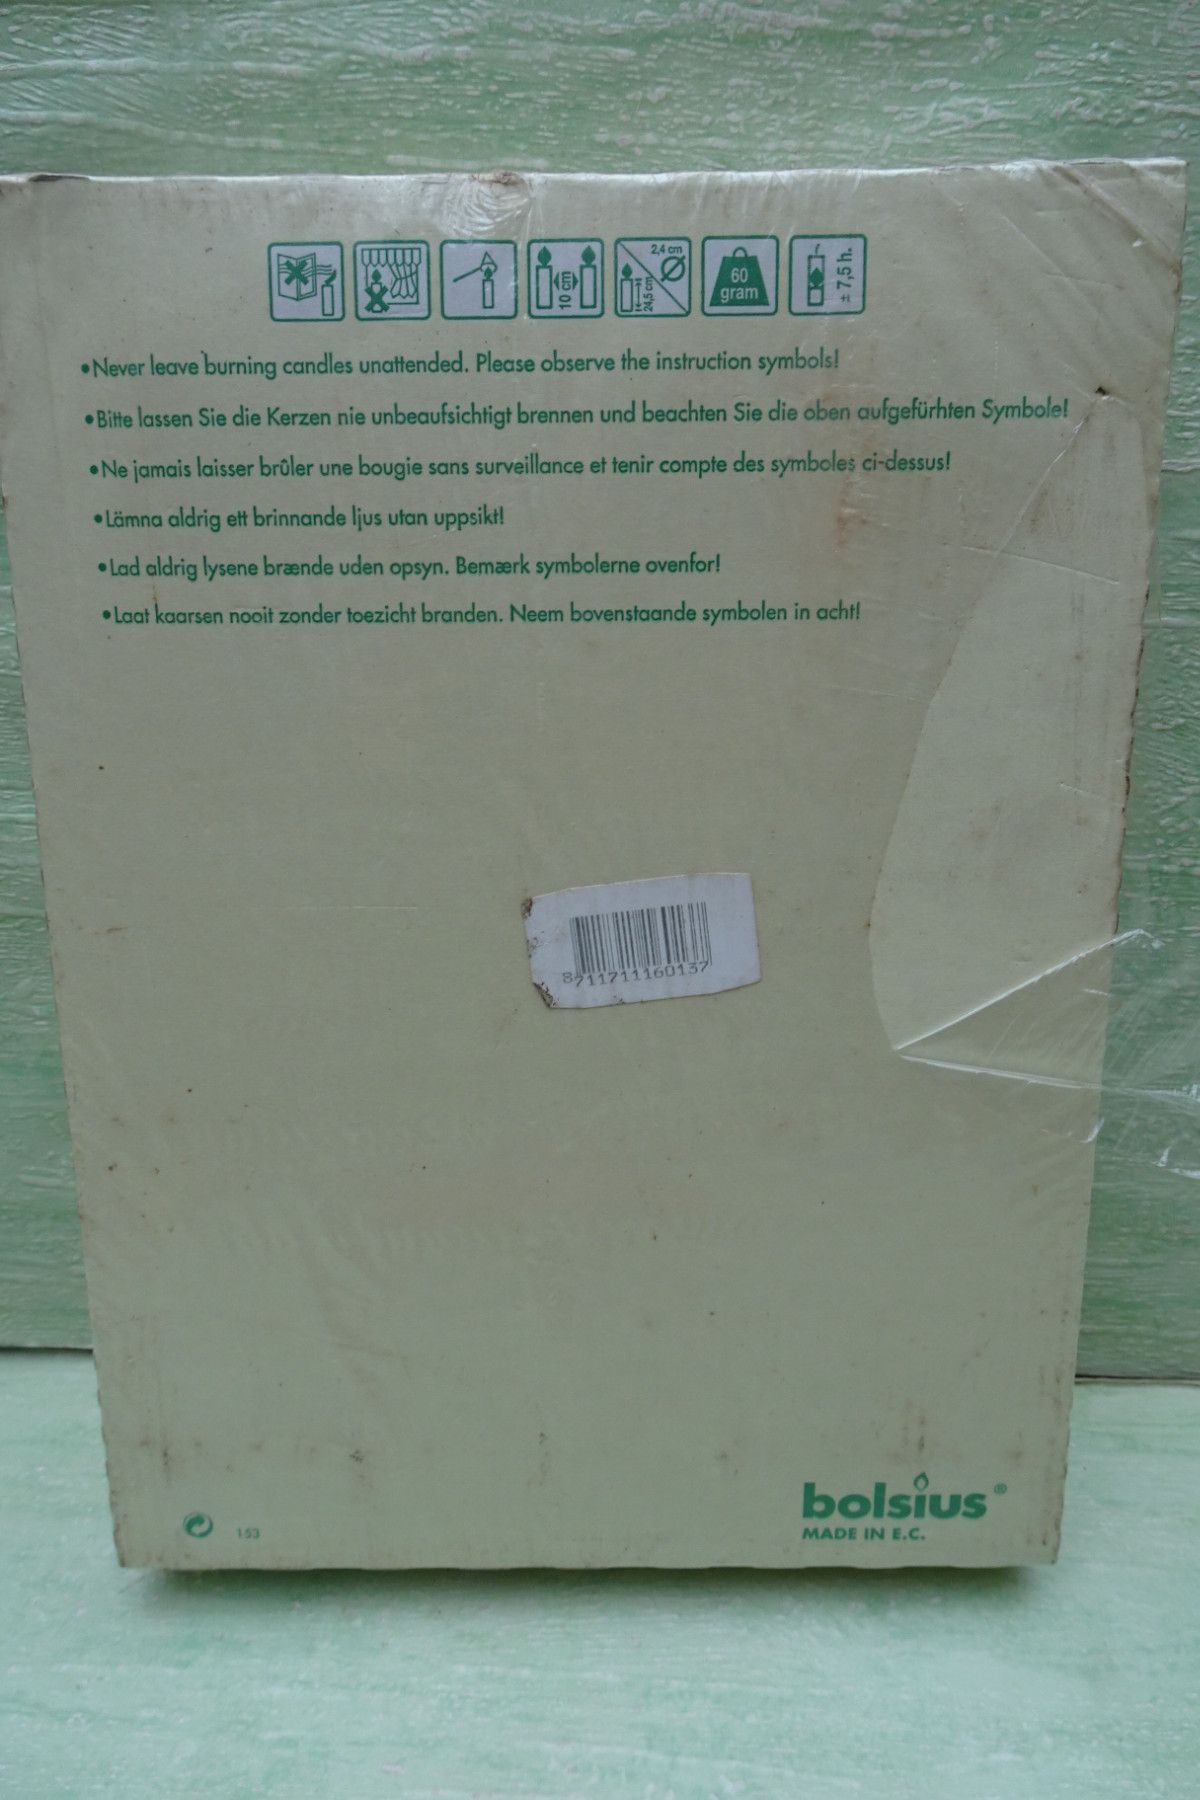 10 cm
2,4 cm
24,5 cm
60
gram
± 7,5 h.
•Never leave burning candles unattended. Please observe the instruction symbols!
•Bitte lassen Sie die Kerzen nie unbeaufsichtigt brennen und beachten Sie die oben aufgefürhten Symbole!
•Ne jamais laisser brûler une bougie sans surveillance et tenir compte des symboles ci-dessus!
•Lämna aldrig ett brinnande ljus utan uppsikt!
•Lad aldrig lysene brænde uden opsyn. Bemærk symbolerne ovenfor!
•Laat kaarsen nooit zonder toezicht branden. Neem bovenstaande symbolen in acht!
8711711160137
153
bolsius®
MADE IN E.C.